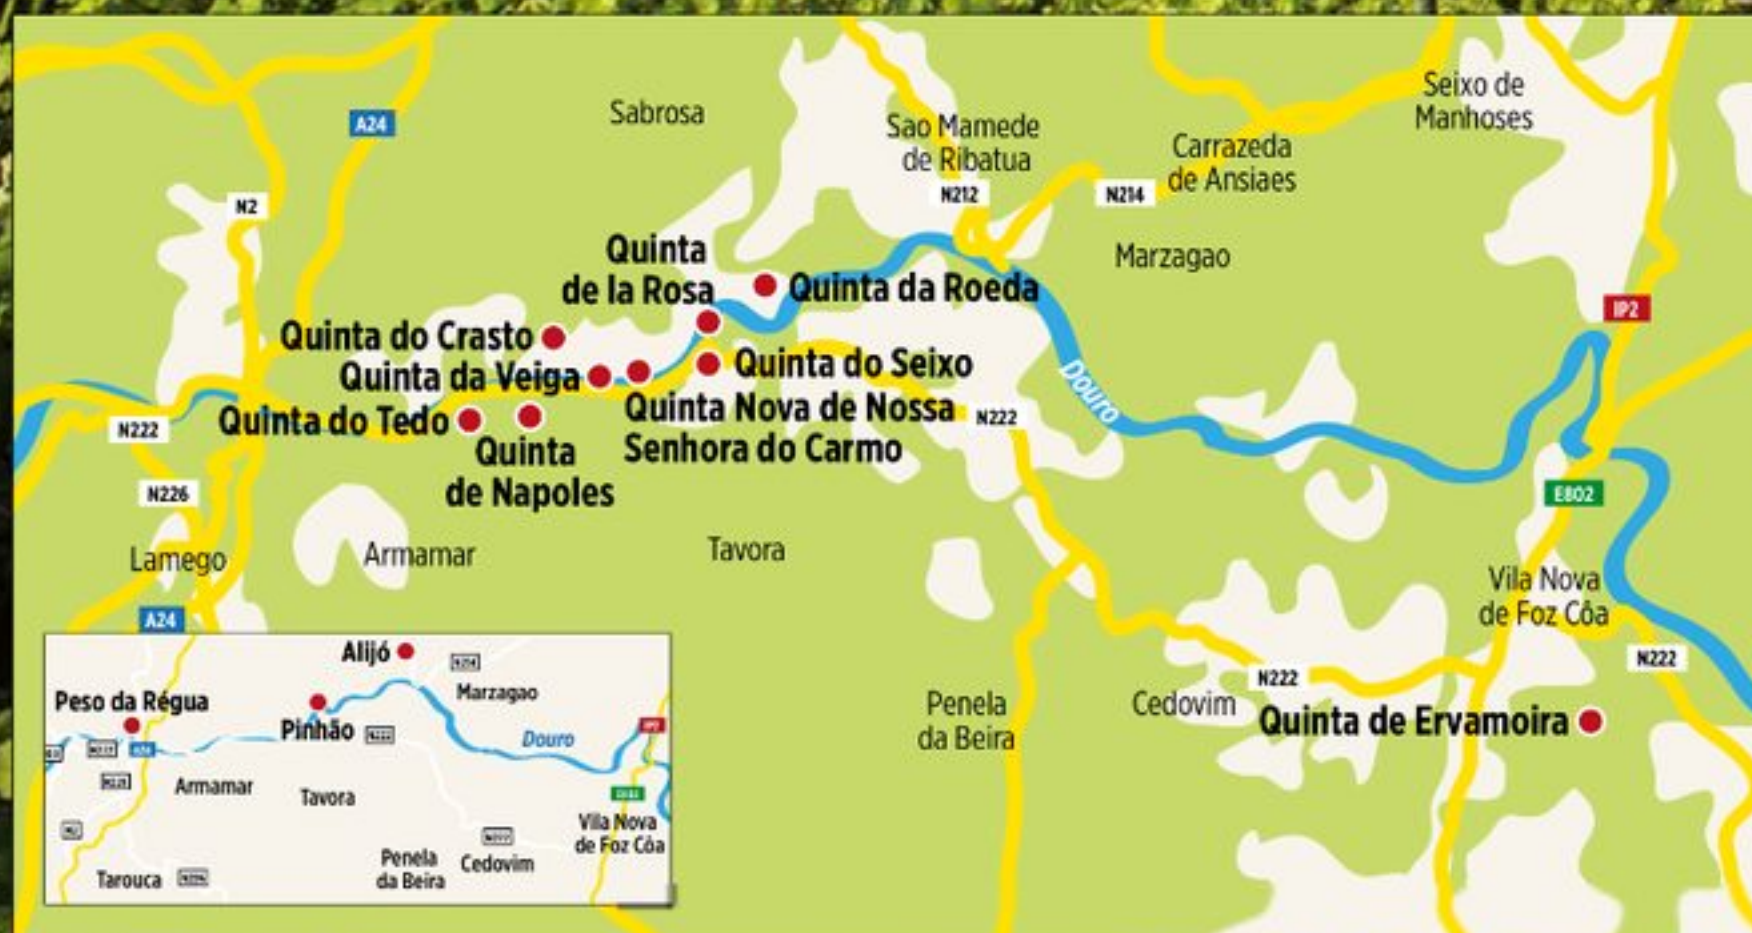 Seixo de
Manhoses
Sabrosa
A24
Sao Mamede
de Ribatua
Carrazeda
de Ansiaes
N2
N212
N214
Quinta
de la Rosa
Marzagao
Quinta da Roeda
IP2
Quinta do Crasto
Quinta da Veiga
Quinta do Seixo
Douro
Quinta do Tedo
Quinta Nova de Nossa
Senhora do Carmo
N222
N222
Quinta
de Napoles
N226
E802
Lamego
Armamar
Tavora
Vila Nova
de Foz Côa
A24
N222
N222
Penela
da Beira
Cedovim
Quinta de Ervamoira
Alijó
Marzagao
Peso da Régua
Pinhão
Douro
Armamar
Tavora
Vila Nova
de Foz Côa
Penela
da Beira
Cedovim
Tarouca